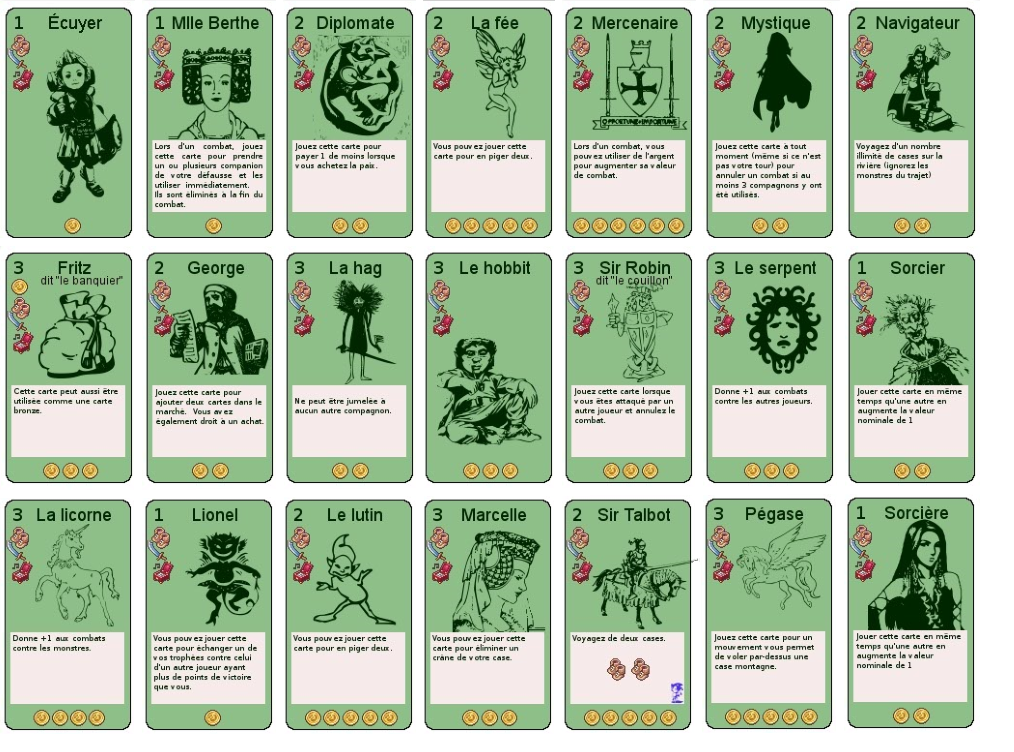 1 Écuyer
1 Mlle Berthe
Lors d'un combat, jouez
cette carte pour prendre
un ou plusieurs companion
de votre défausse et les
utiliser immédiatement.
Ils sont éliminés à la fin du
combat.
2 Diplomate
Jouez cette carte pour
payer 1 de moins lorsque
vous achetez la paix.
2 La fée
Vous pouvez jouer cette
carte pour en piger deux.
2 Mercenaire
Lors d'un combat, vous
pouvez utiliser de l'argent
pour augmenter sa valeur
de combat.
2 Mystique
Jouez cette carte à tout
moment (même si ce n'est
pas votre tour) pour
annuler un combat si au
moins 3 compagnons y ont
été utilisés.
2 Navigateur
Voyagez d'un nombre
illimité de cases sur la
rivière (ignorez les
monstres du trajet)
3 Fritz
dit "le banquier"
Cette carte peut aussi être
utilisée comme une carte
bronze.
2 George
Jouez cette carte pour
ajouter deux cartes dans le
marché. Vous avez
également droit à un achat.
3 La hag
Ne peut être jumelée à
aucun autre compagnon.
3 Le hobbit
3 Sir Robin
dit "le couillon"
Jouez cette carte lorsque
vous êtes attaqué par un
autre joueur et annulez le
combat.
3 Le serpent
Donne +1 aux combats
contre les autres joueurs.
1 Sorcier
Jouer cette carte en même
temps qu'une autre en
augmente la valeur
nominale de 1
3 La licorne
Donne +1 aux combats
contre les monstres.
1 Lionel
Vous pouvez jouer cette
carte pour échanger un de
vos trophées contre celui
d'un autre joueur ayant
plus de points de victoire
que vous.
2 Le lutin
Vous pouvez jouer cette
carte pour en piger deux.
3 Marcelle
Vous pouvez jouer cette
carte pour éliminer un
crâne de votre case.
2 Sir Talbot
Voyagez de deux cases.
3 Pégase
Jouez cette carte pour un
mouvement vous permet
de voler par-dessus une
case montagne.
1 Sorcière
Jouer cette carte en même
temps qu'une autre en
augmente la valeur
nominale de 1